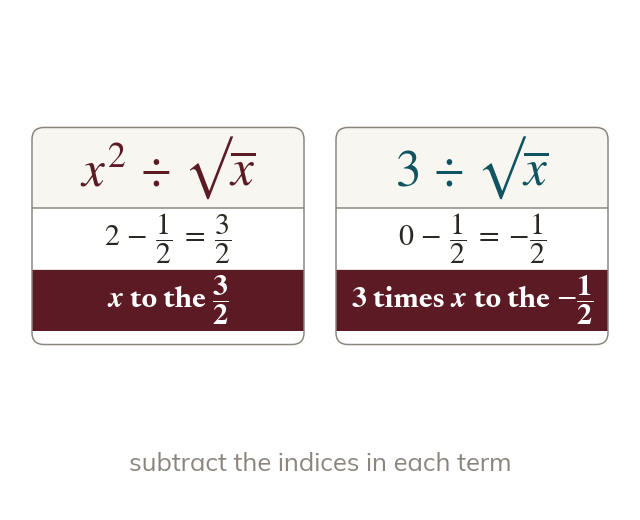 x² ÷ √x
2 − 1/2 = 3/2
x to the 3/2
3 ÷ √x
0 − 1/2 = −1/2
3 times x to the −1/2
subtract the indices in each term